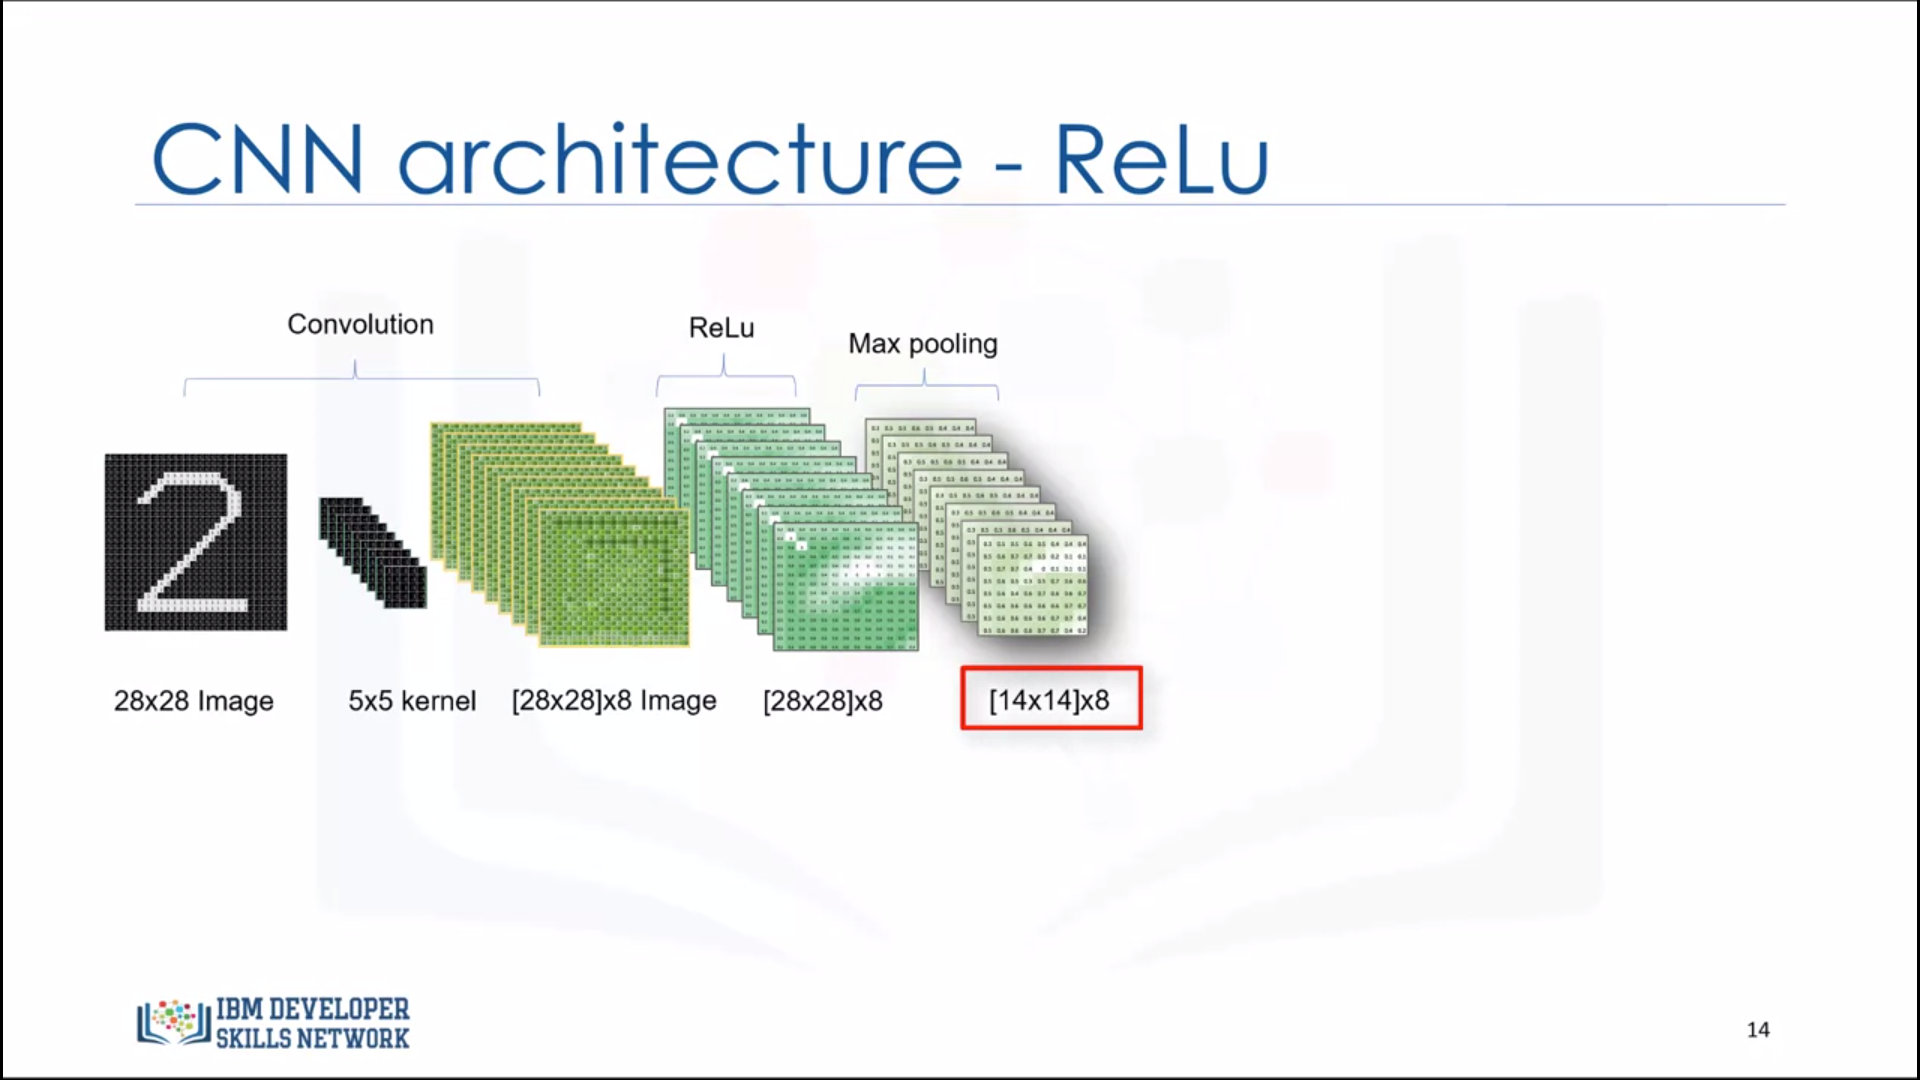 CNN architecture - ReLu
Convolution
ReLu
Max pooling
28x28 Image
5x5 kernel
[28x28]x8 Image
[28x28]x8
[14x14]x8
IBM DEVELOPER
SKILLS NETWORK
14